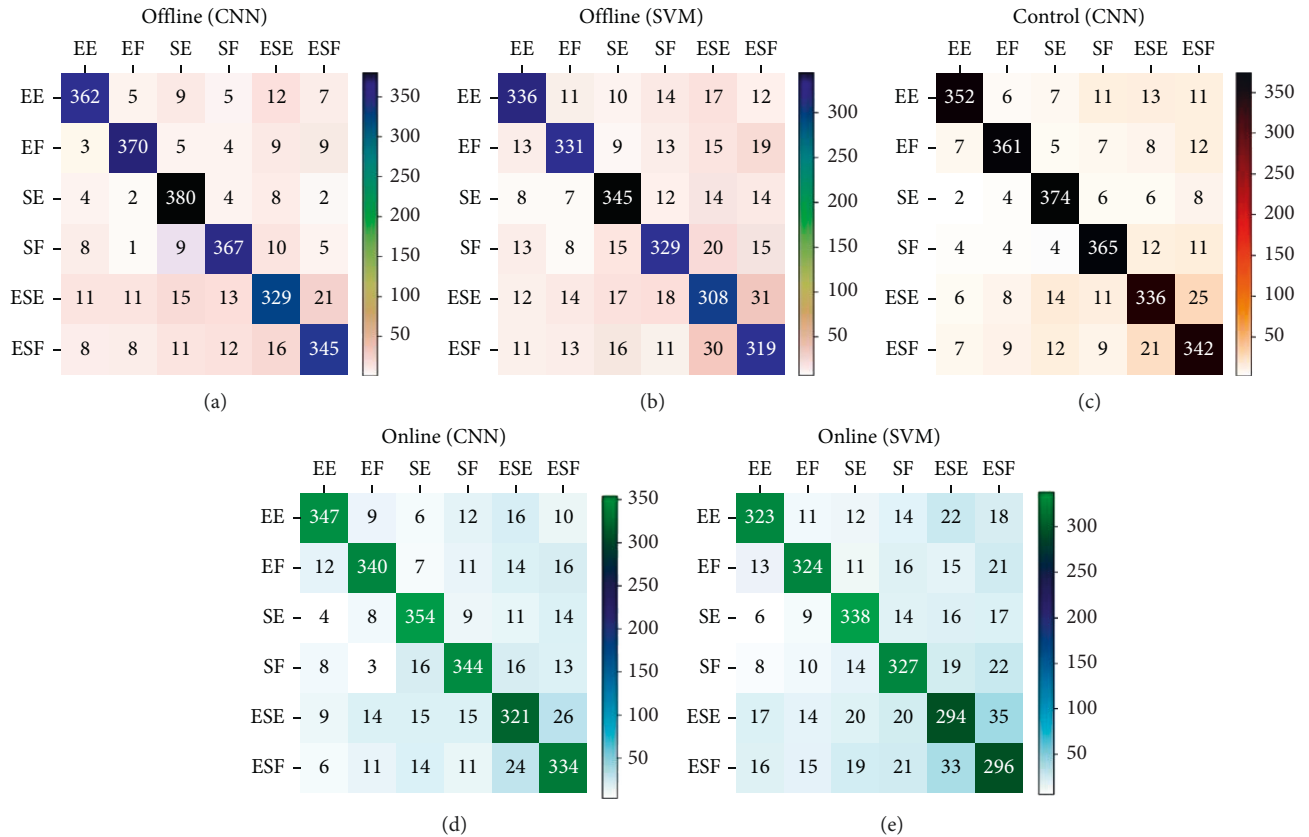 Offline (CNN)
EE EF SE SF ESE ESF
EE 362 5 9 5 12 7
EF 3 370 5 4 9 9
SE 4 2 380 4 8 2
SF 8 1 9 367 10 5
ESE 11 11 15 13 329 21
ESF 8 8 11 12 16 345
350
300
250
200
150
100
50
(a)
Offline (SVM)
EE EF SE SF ESE ESF
EE 336 11 10 14 17 12
EF 13 331 9 13 15 19
SE 8 7 345 12 14 14
SF 13 8 15 329 20 15
ESE 12 14 17 18 308 31
ESF 11 13 16 11 30 319
300
250
200
150
100
50
(b)
Control (CNN)
EE EF SE SF ESE ESF
EE 352 6 7 11 13 11
EF 7 361 5 7 8 12
SE 2 4 374 6 6 8
SF 4 4 4 365 12 11
ESE 6 8 14 11 336 25
ESF 7 9 12 9 21 342
350
300
250
200
150
100
50
(c)
Online (CNN)
EE EF SE SF ESE ESF
EE 347 9 6 12 16 10
EF 12 340 7 11 14 16
SE 4 8 354 9 11 14
SF 8 3 16 344 16 13
ESE 9 14 15 15 321 26
ESF 6 11 14 11 24 334
350
300
250
200
150
100
50
(d)
Online (SVM)
EE EF SE SF ESE ESF
EE 323 11 12 14 22 18
EF 13 324 11 16 15 21
SE 6 9 338 14 16 17
SF 8 10 14 327 19 22
ESE 17 14 20 20 294 35
ESF 16 15 19 21 33 296
300
250
200
150
100
50
(e)